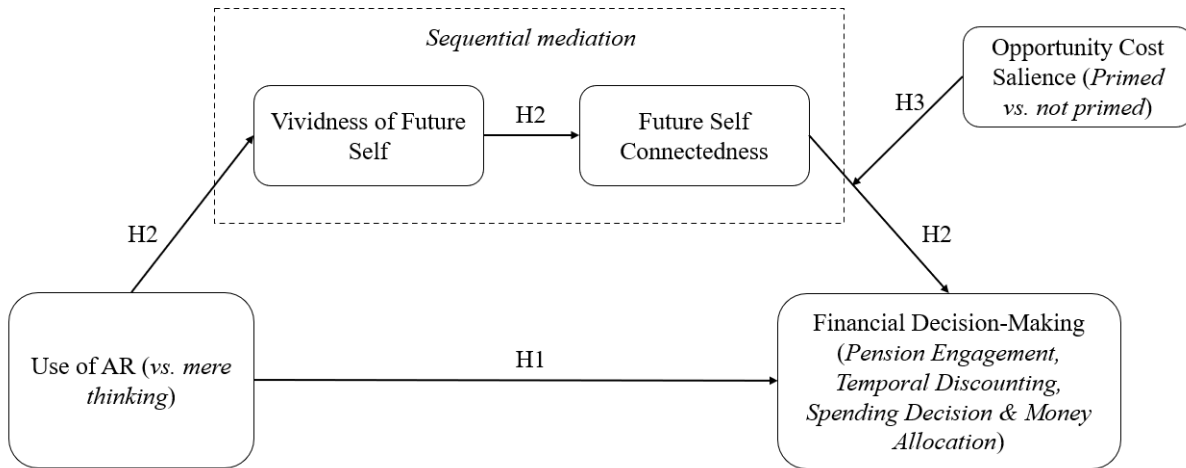 Sequential mediation
Opportunity Cost
Salience (Primed
vs. not primed)
H3
Vividness of Future
Self
H2
Future Self
Connectedness
H2
H2
Use of AR (vs. mere
thinking)
H1
Financial Decision-Making
(Pension Engagement,
Temporal Discounting,
Spending Decision & Money
Allocation)